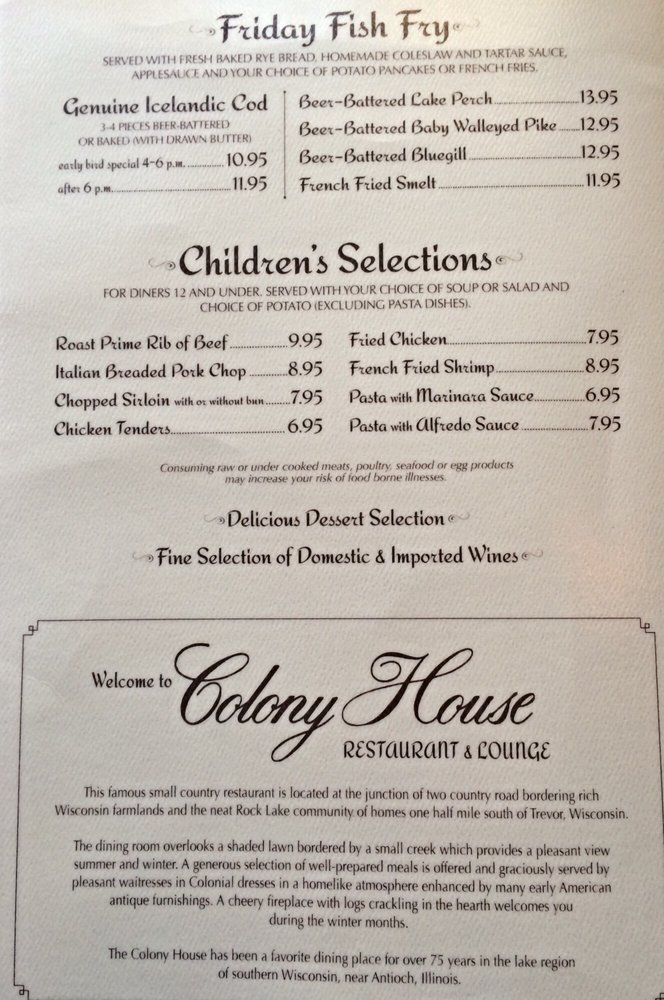 Friday Fish Fry
SERVED WITH FRESH BAKED RYE BREAD, HOMEMADE COLESLAW AND TARTAR SAUCE,
APPLESAUCE AND YOUR CHOICE OF POTATO PANCAKES OR FRENCH FRIES.
Genuine Icelandic Cod
3-4 PIECES BEER-BATTERED
OR BAKED (WITH DRAWN BUTTER)
early bird special 4-6 p.m. 10.95
after 6 p.m. 11.95
Beer-Battered Lake Perch 13.95
Beer-Battered Baby Walleyed Pike 12.95
Beer-Battered Bluegill 12.95
French Fried Smelt 11.95
Children's Selections
FOR DINERS 12 AND UNDER. SERVED WITH YOUR CHOICE OF SOUP OR SALAD AND
CHOICE OF POTATO (EXCLUDING PASTA DISHES).
Roast Prime Rib of Beef 9.95
Italian Breaded Pork Chop 8.95
Chopped Sirloin with or without bun 7.95
Chicken Tenders 6.95
Fried Chicken 7.95
French Fried Shrimp 8.95
Pasta with Marinara Sauce 6.95
Pasta with Alfredo Sauce 7.95
Consuming raw or under cooked meats, poultry, seafood or egg products
may increase your risk of food borne illnesses.
Delicious Dessert Selection
Fine Selection of Domestic & Imported Wines
Welcome to Colony House
RESTAURANT & LOUNGE
This famous small country restaurant is located at the junction of two country road bordering rich
Wisconsin farmlands and the neat Rock Lake community of homes one half mile south of Trevor, Wisconsin.
The dining room overlooks a shaded lawn bordered by a small creek which provides a pleasant view
summer and winter. A generous selection of well-prepared meals is offered and graciously served by
pleasant waitresses in Colonial dresses in a homelike atmosphere enhanced by many early American
antique furnishings. A cheery fireplace with logs crackling in the hearth welcomes you
during the winter months.
The Colony House has been a favorite dining place for over 75 years in the lake region
of southern Wisconsin, near Antioch, Illinois.